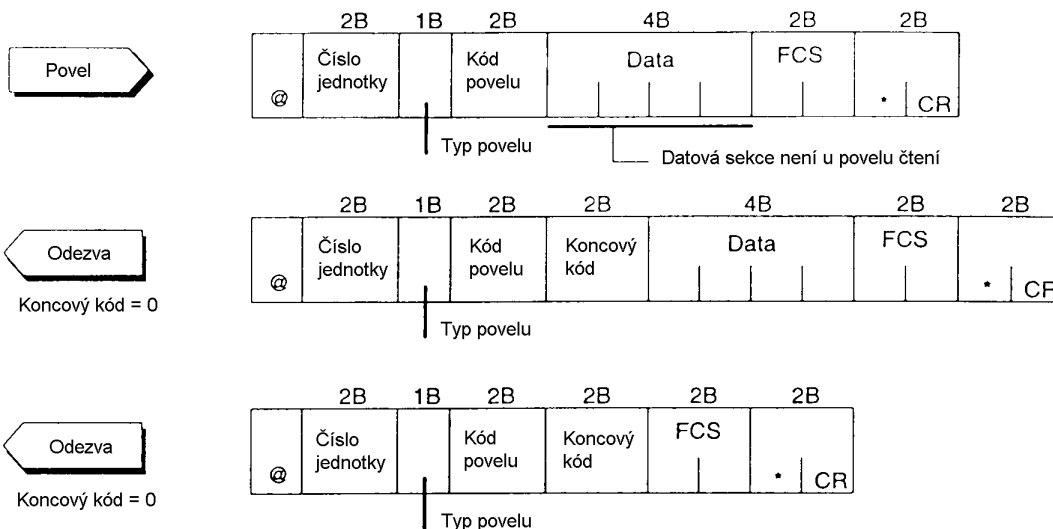 2B 1B 2B 4B 2B 2B
Povel
@ Číslo jednotky Kód povelu Data FCS * CR
Typ povelu
Datová sekce není u povelu čtení
2B 1B 2B 2B 4B 2B 2B
Odezva
@ Číslo jednotky Kód povelu Koncový kód Data FCS * CR
Koncový kód = 0
Typ povelu
2B 1B 2B 2B 2B 2B
Odezva
@ Číslo jednotky Kód povelu Koncový kód FCS * CR
Koncový kód = 0
Typ povelu